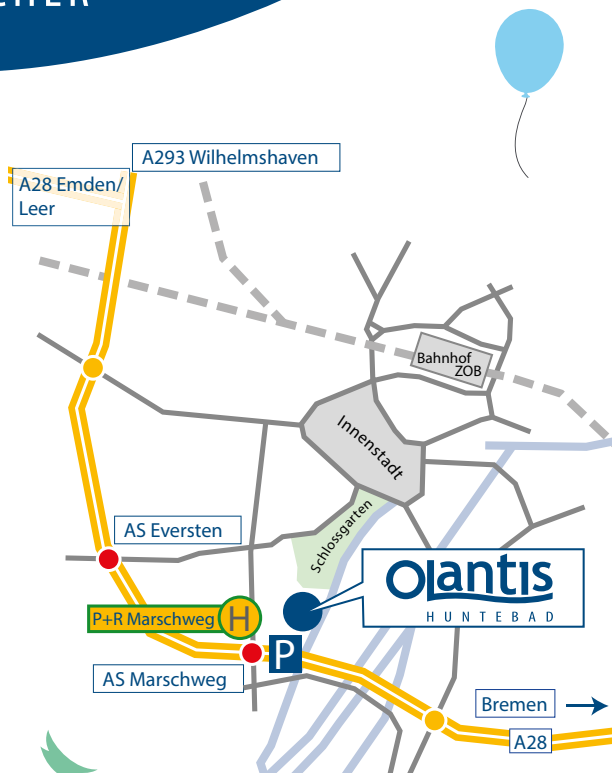 A293 Wilhelmshaven
A28 Emden/
Leer
Bahnhof
ZOB
Innenstadt
Schlossgarten
AS Eversten
Olantis
HUNTEBAD
P+R Marschweg
H
P
AS Marschweg
Bremen
A28